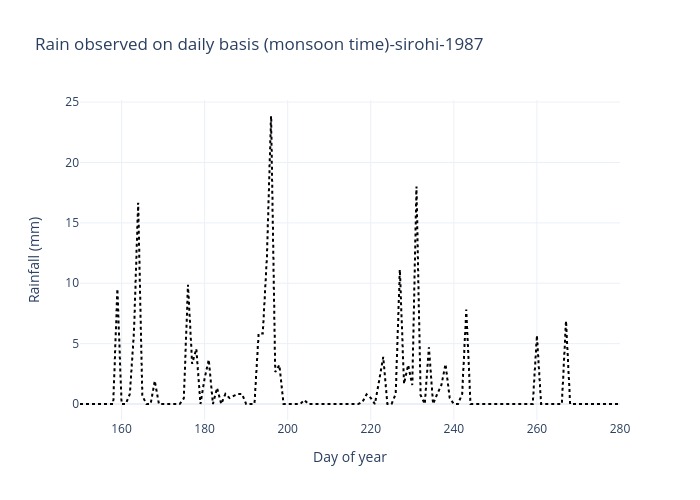 Rain observed on daily basis (monsoon time)-sirohi-1987
25
20
15
10
5
0
Rainfall (mm)
160 180 200 220 240 260 280
Day of year